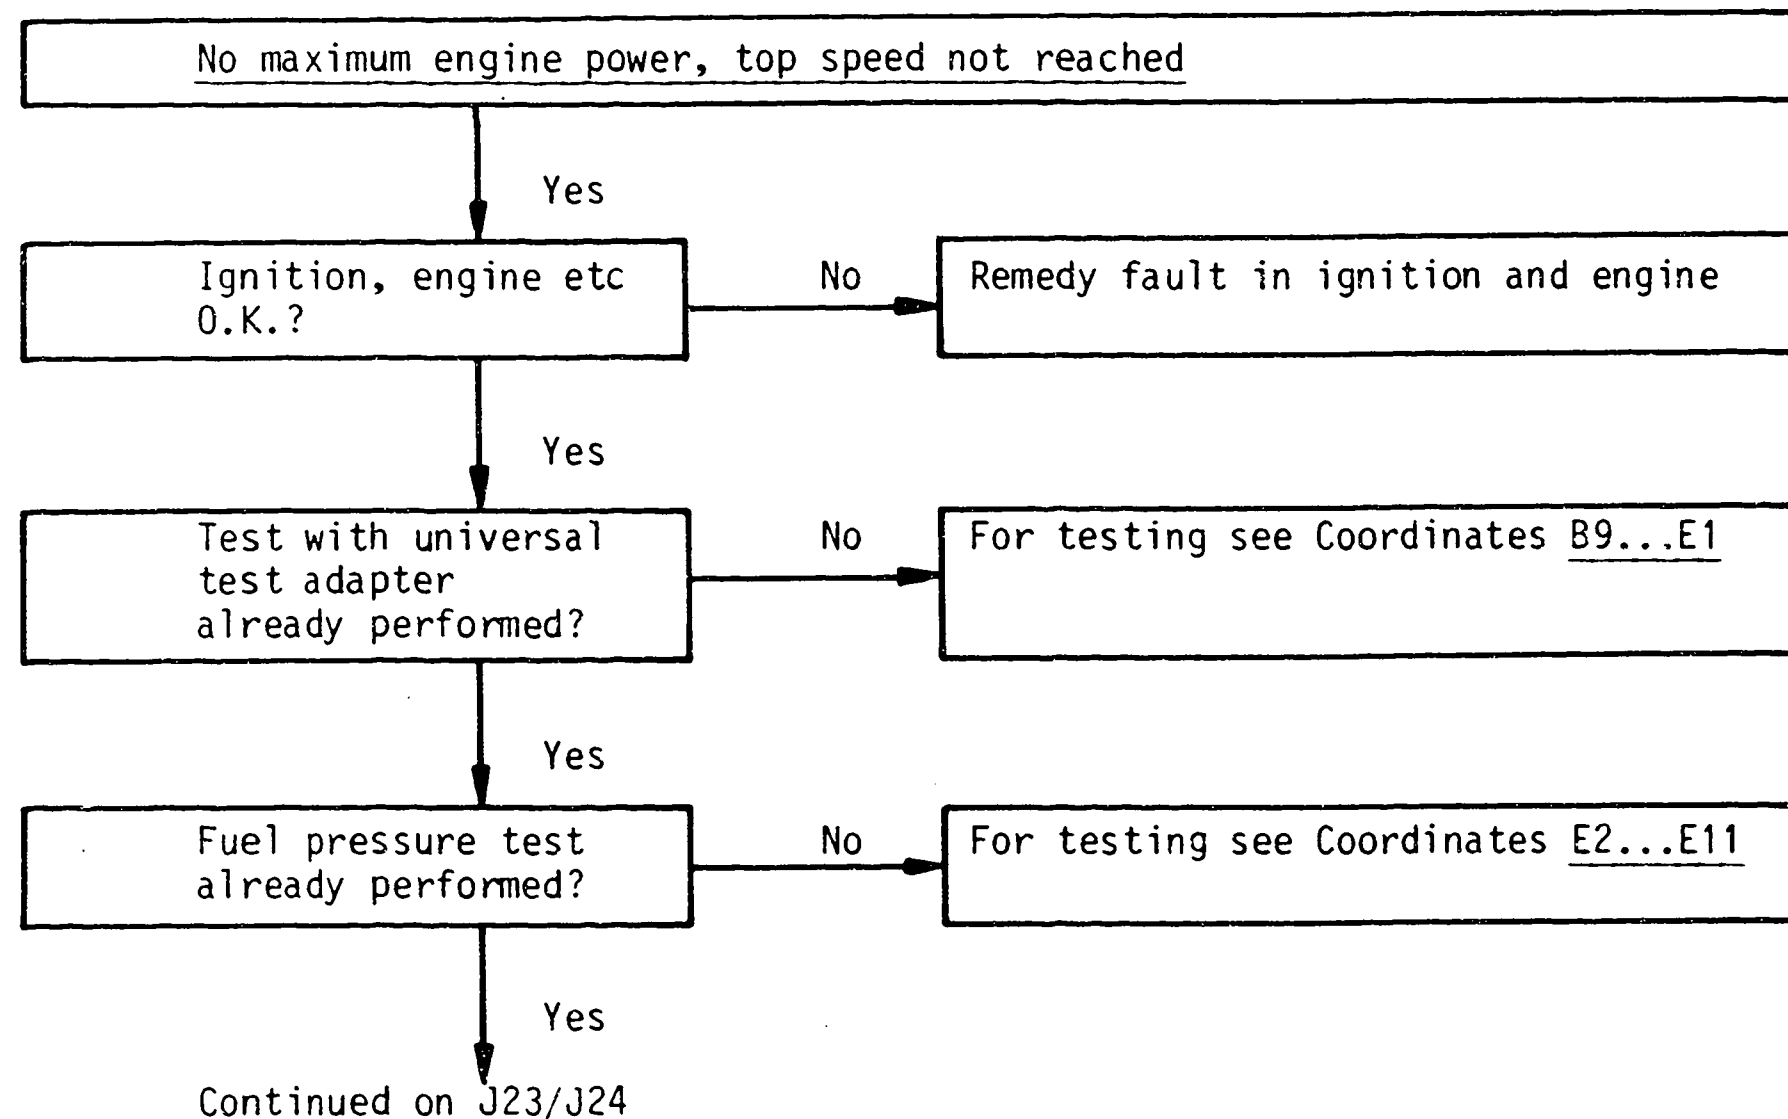 No maximum engine power, top speed not reached
Yes
Ignition, engine etc
O.K.?
No
Remedy fault in ignition and engine
Yes
Test with universal
test adapter
already performed?
No
For testing see Coordinates B9...E1
Yes
Fuel pressure test
already performed?
No
For testing see Coordinates E2...E11
Yes
Continued on J23/J24